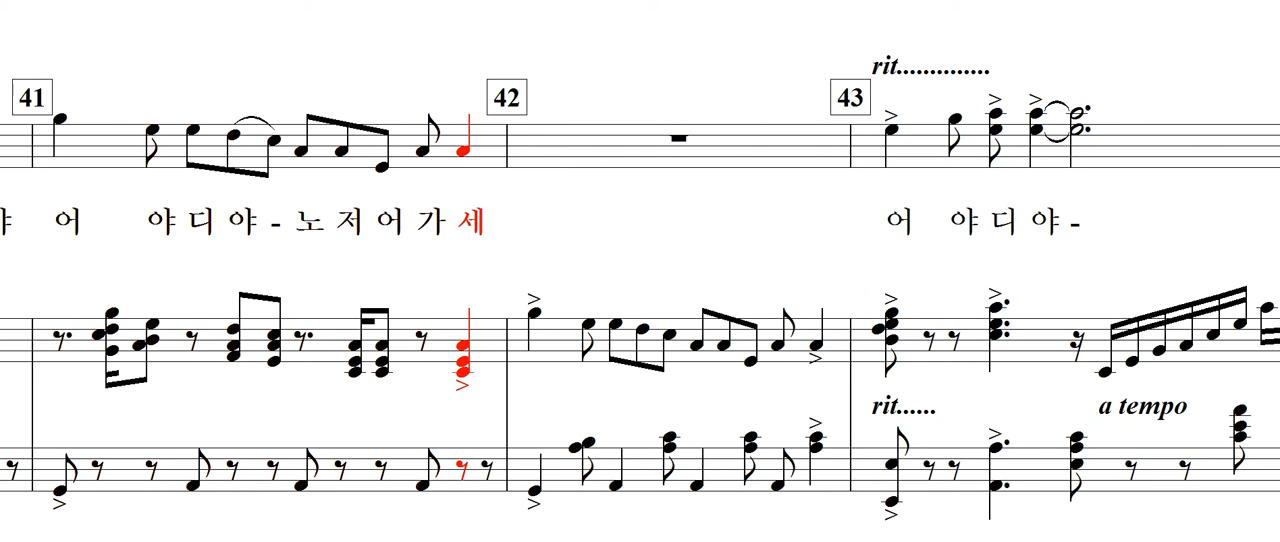 rit..............
41 42 43
어 야 디 야 - 노 저 어 가 세 어 야 디 야 -
rit...... a tempo